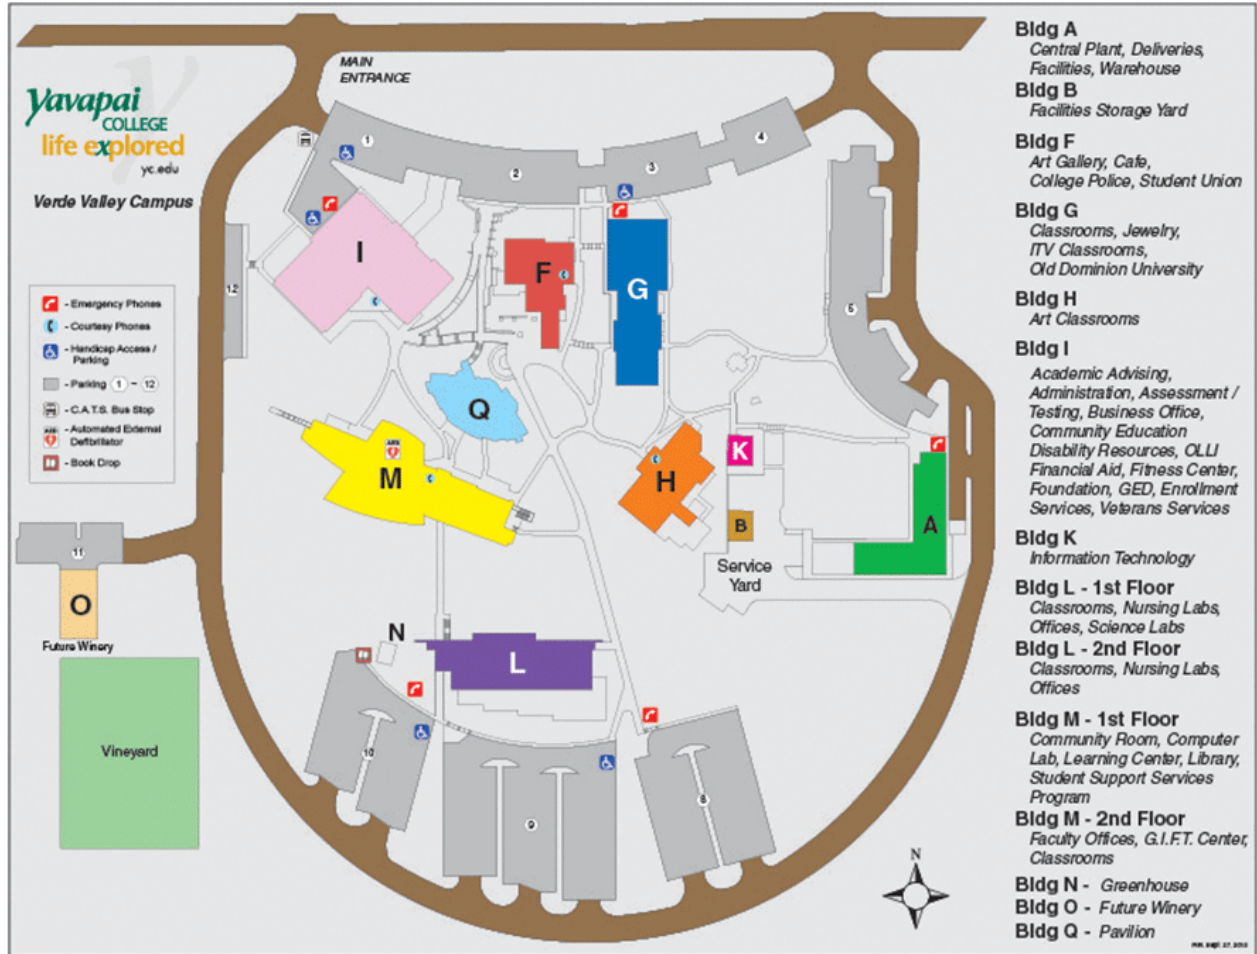 MAIN
ENTRANCE
Yavapai
COLLEGE
life explored
yc.edu
Verde Valley Campus
- Emergency Phones
- Courtesy Phones
- Handicap Access /
Parking
- Parking 1 - 12
- C.A.T.S. Bus Stop
- Automated External
Defibrillator
- Book Drop
1
2
3
4
5
12
I
F
G
Q
M
H
K
B
A
Service
Yard
11
O
Future Winery
N
L
Vineyard
10
9
8
N
Bldg A
Central Plant, Deliveries,
Facilities, Warehouse
Bldg B
Facilities Storage Yard
Bldg F
Art Gallery, Cafe,
College Police, Student Union
Bldg G
Classrooms, Jewelry,
ITV Classrooms,
Old Dominion University
Bldg H
Art Classrooms
Bldg I
Academic Advising,
Administration, Assessment /
Testing, Business Office,
Community Education
Disability Resources, OLLI
Financial Aid, Fitness Center,
Foundation, GED, Enrollment
Services, Veterans Services
Bldg K
Information Technology
Bldg L - 1st Floor
Classrooms, Nursing Labs,
Offices, Science Labs
Bldg L - 2nd Floor
Classrooms, Nursing Labs,
Offices
Bldg M - 1st Floor
Community Room, Computer
Lab, Learning Center, Library,
Student Support Services
Program
Bldg M - 2nd Floor
Faculty Offices, G.I.F.T. Center,
Classrooms
Bldg N - Greenhouse
Bldg O - Future Winery
Bldg Q - Pavilion